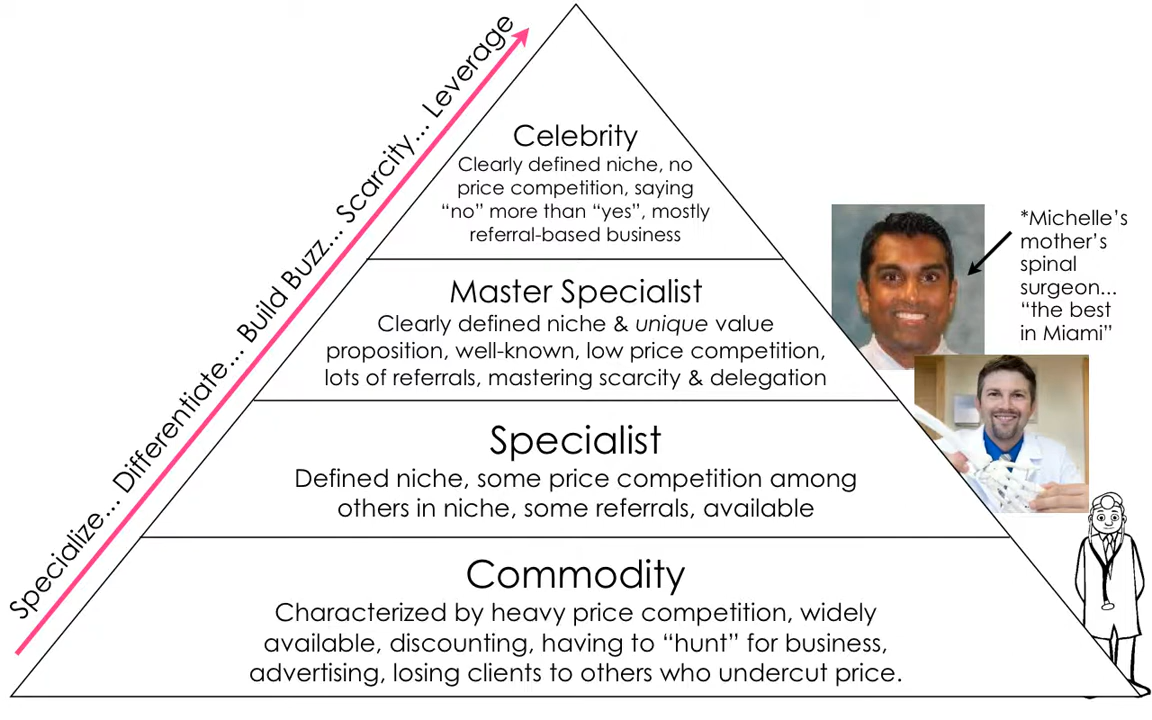 Specialize... Differentiate... Build Buzz... Scarcity... Leverage
Celebrity
Clearly defined niche, no
price competition, saying
“no” more than “yes”, mostly
referral-based business
Master Specialist
Clearly defined niche & unique value
proposition, well-known, low price competition,
lots of referrals, mastering scarcity & delegation
Specialist
Defined niche, some price competition among
others in niche, some referrals, available
Commodity
Characterized by heavy price competition, widely
available, discounting, having to “hunt” for business,
advertising, losing clients to others who undercut price.
*Michelle’s
mother’s
spinal
surgeon...
“the best
in Miami”